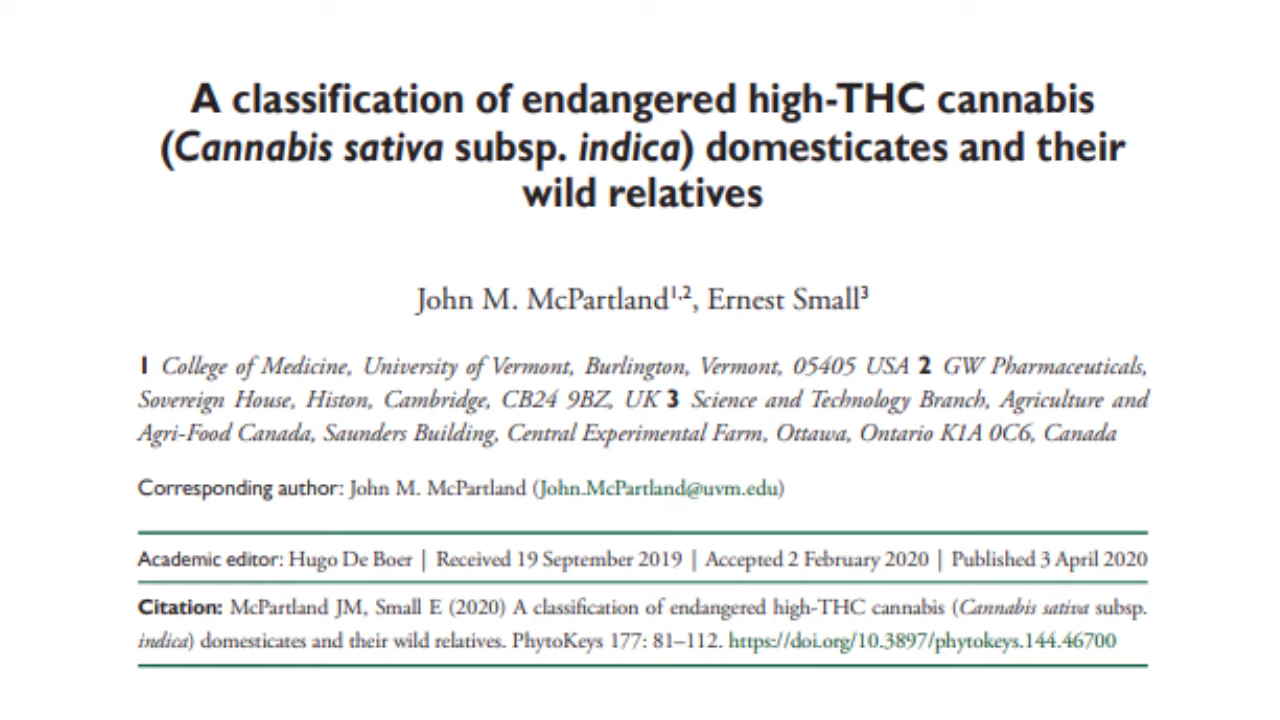 A classification of endangered high-THC cannabis
(Cannabis sativa subsp. indica) domesticates and their
wild relatives
John M. McPartland1,2, Ernest Small3
1 College of Medicine, University of Vermont, Burlington, Vermont, 05405 USA 2 GW Pharmaceuticals,
Sovereign House, Histon, Cambridge, CB24 9BZ, UK 3 Science and Technology Branch, Agriculture and
Agri-Food Canada, Saunders Building, Central Experimental Farm, Ottawa, Ontario K1A 0C6, Canada
Corresponding author: John M. McPartland (John.McPartland@uvm.edu)
Academic editor: Hugo De Boer | Received 19 September 2019 | Accepted 2 February 2020 | Published 3 April 2020
Citation: McPartland JM, Small E (2020) A classification of endangered high-THC cannabis (Cannabis sativa subsp.
indica) domesticates and their wild relatives. PhytoKeys 177: 81–112. https://doi.org/10.3897/phytokeys.144.46700